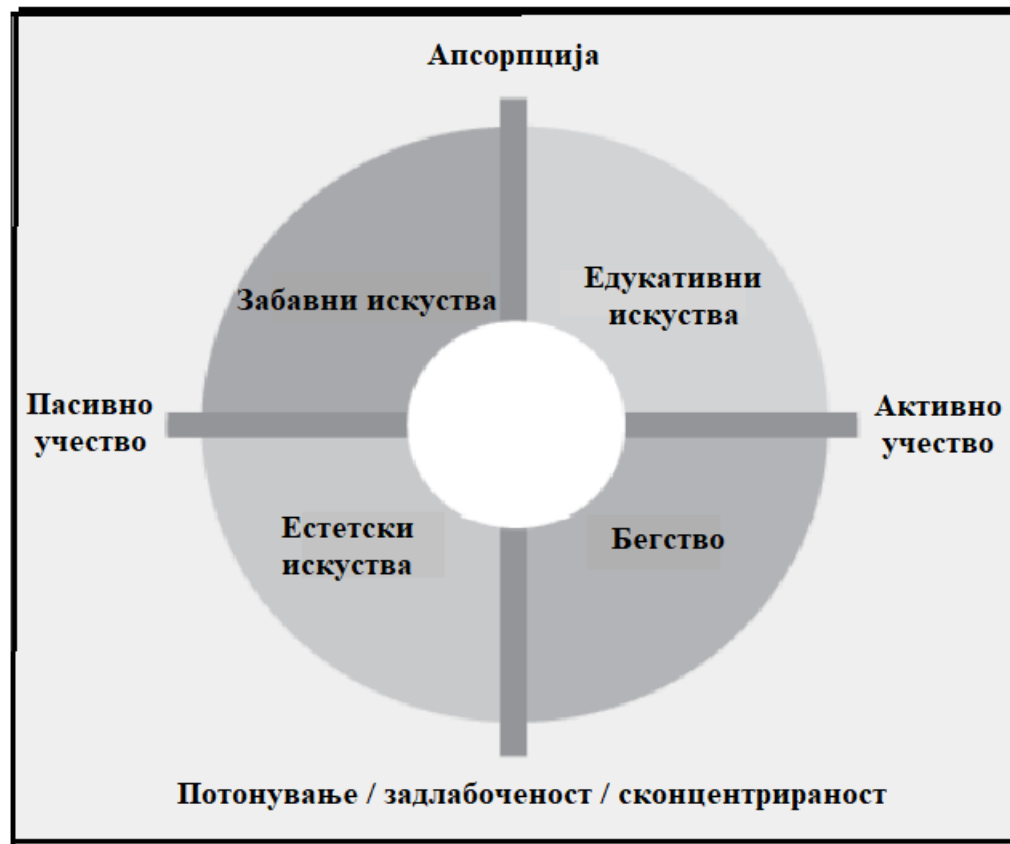 Апсорпција
Забавни искуства
Едукативни
искуства
Пасивно
учество
Активно
учество
Естетски
искуства
Бегство
Потонување / задлабоченост / сконцентрираност